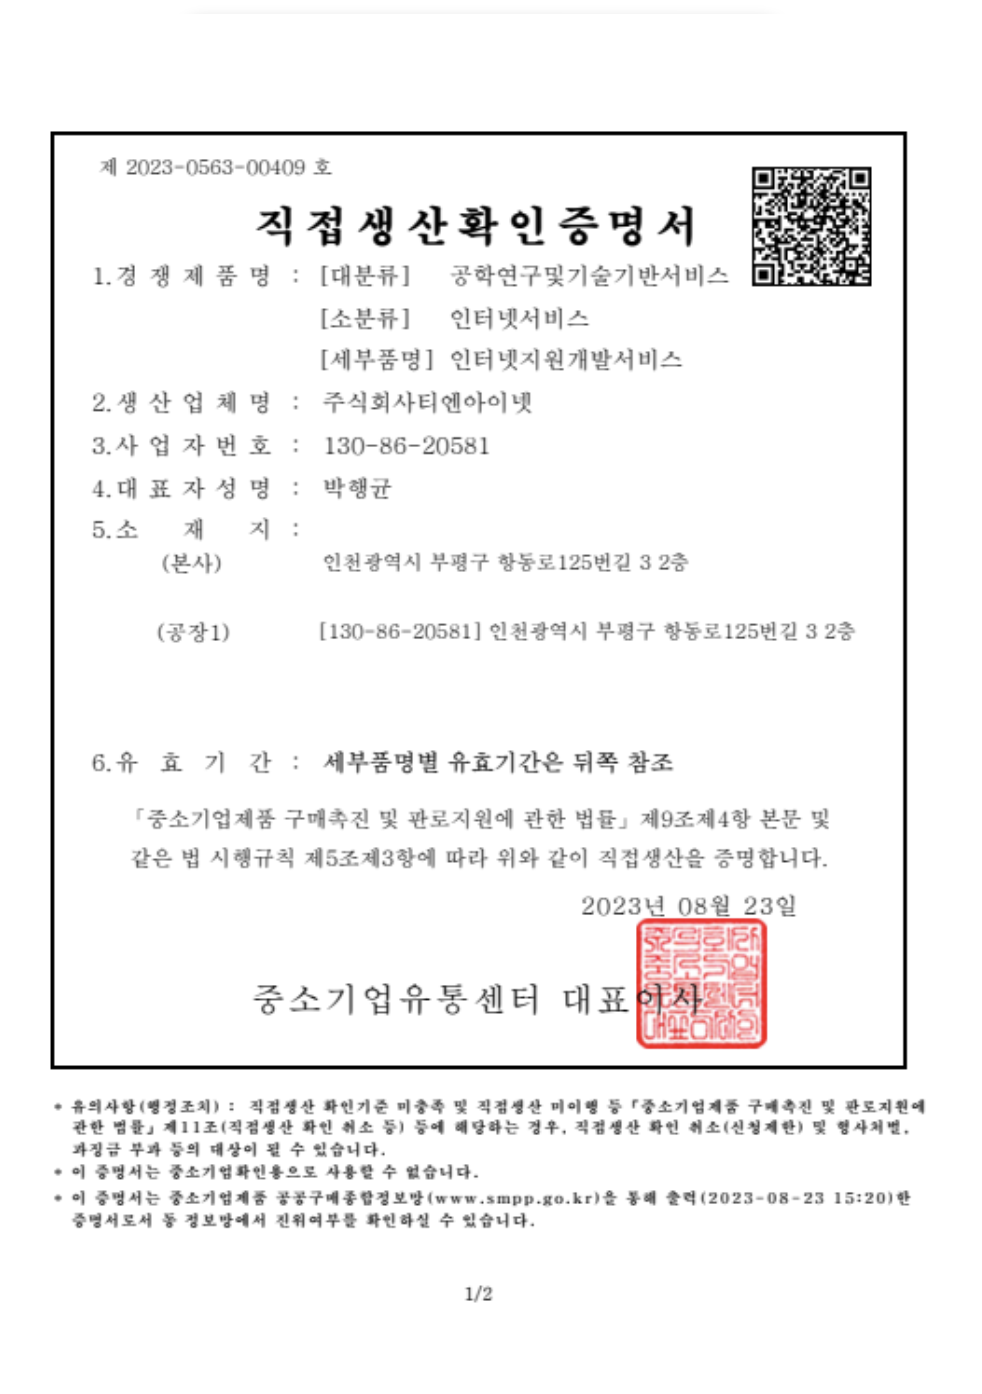 제 2023-0563-00409 호
직접생산확인증명서
1.경 쟁 제 품 명 : [대분류] 공학연구및기술기반서비스
[소분류] 인터넷서비스
[세부품명] 인터넷지원개발서비스
2.생 산 업 체 명 : 주식회사티엔아이넷
3.사 업 자 번 호 : 130-86-20581
4.대 표 자 성 명 : 박행균
5.소 재 지 :
(본사) 인천광역시 부평구 항동로125번길 3 2층
(공장1) [130-86-20581] 인천광역시 부평구 항동로125번길 3 2층
6.유 효 기 간 : 세부품명별 유효기간은 뒤쪽 참조
「중소기업제품 구매촉진 및 판로지원에 관한 법률」제9조제4항 본문 및
같은 법 시행규칙 제5조제3항에 따라 위와 같이 직접생산을 증명합니다.
2023년 08월 23일
중소기업유통센터 대표이사
* 유의사항(행정조치) : 직접생산 확인기준 미충족 및 직접생산 미이행 등「중소기업제품 구매촉진 및 판로지원에
관한 법률」제11조(직접생산 확인 취소 등) 등에 해당하는 경우, 직접생산 확인 취소(신청제한) 및 형사처벌,
과징금 부과 등의 대상이 될 수 있습니다.
* 이 증명서는 중소기업확인용으로 사용할 수 없습니다.
* 이 증명서는 중소기업제품 공공구매종합정보망(www.smpp.go.kr)을 통해 출력(2023-08-23 15:20)한
증명서로서 동 정보망에서 진위여부를 확인하실 수 있습니다.
1/2